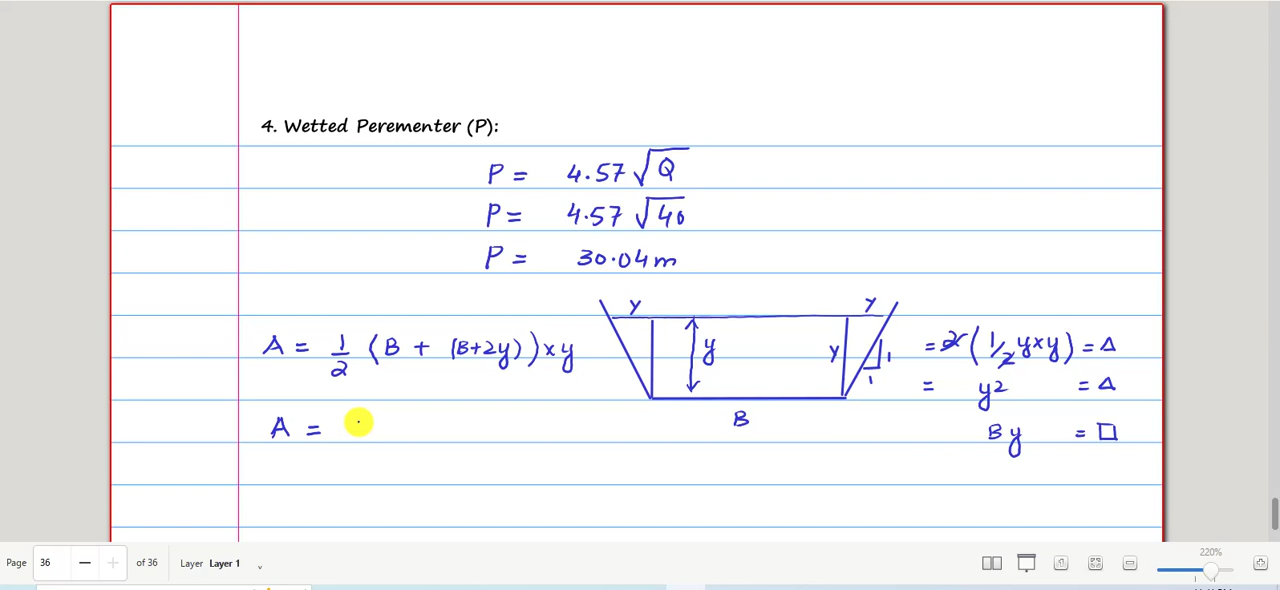 4. Wetted Perementer (P):
P = 4.57 √Q
P = 4.57 √40
P = 30.04 m
y y
A = 1/2 (B + (B+2y)) × y y y 1 = 2(1/2 y×y) = Δ
1
= y² = Δ
B
A = By = □
Page 36 of 36 Layer Layer 1 220%